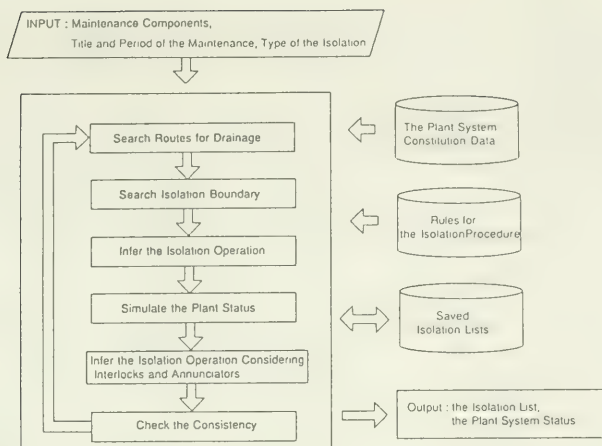 INPUT : Maintenance Components,
Title and Period of the Maintenance, Type of the Isolation
Search Routes for Drainage
The Plant System
Constitution Data
Search Isolation Boundary
Rules for
the IsolationProcedure
Infer the Isolation Operation
Simulate the Plant Status
Saved
Isolation Lists
Infer the Isolation Operation Considering
Interlocks and Annunciators
Check the Consistency
Output : the Isolation List,
the Plant System Status